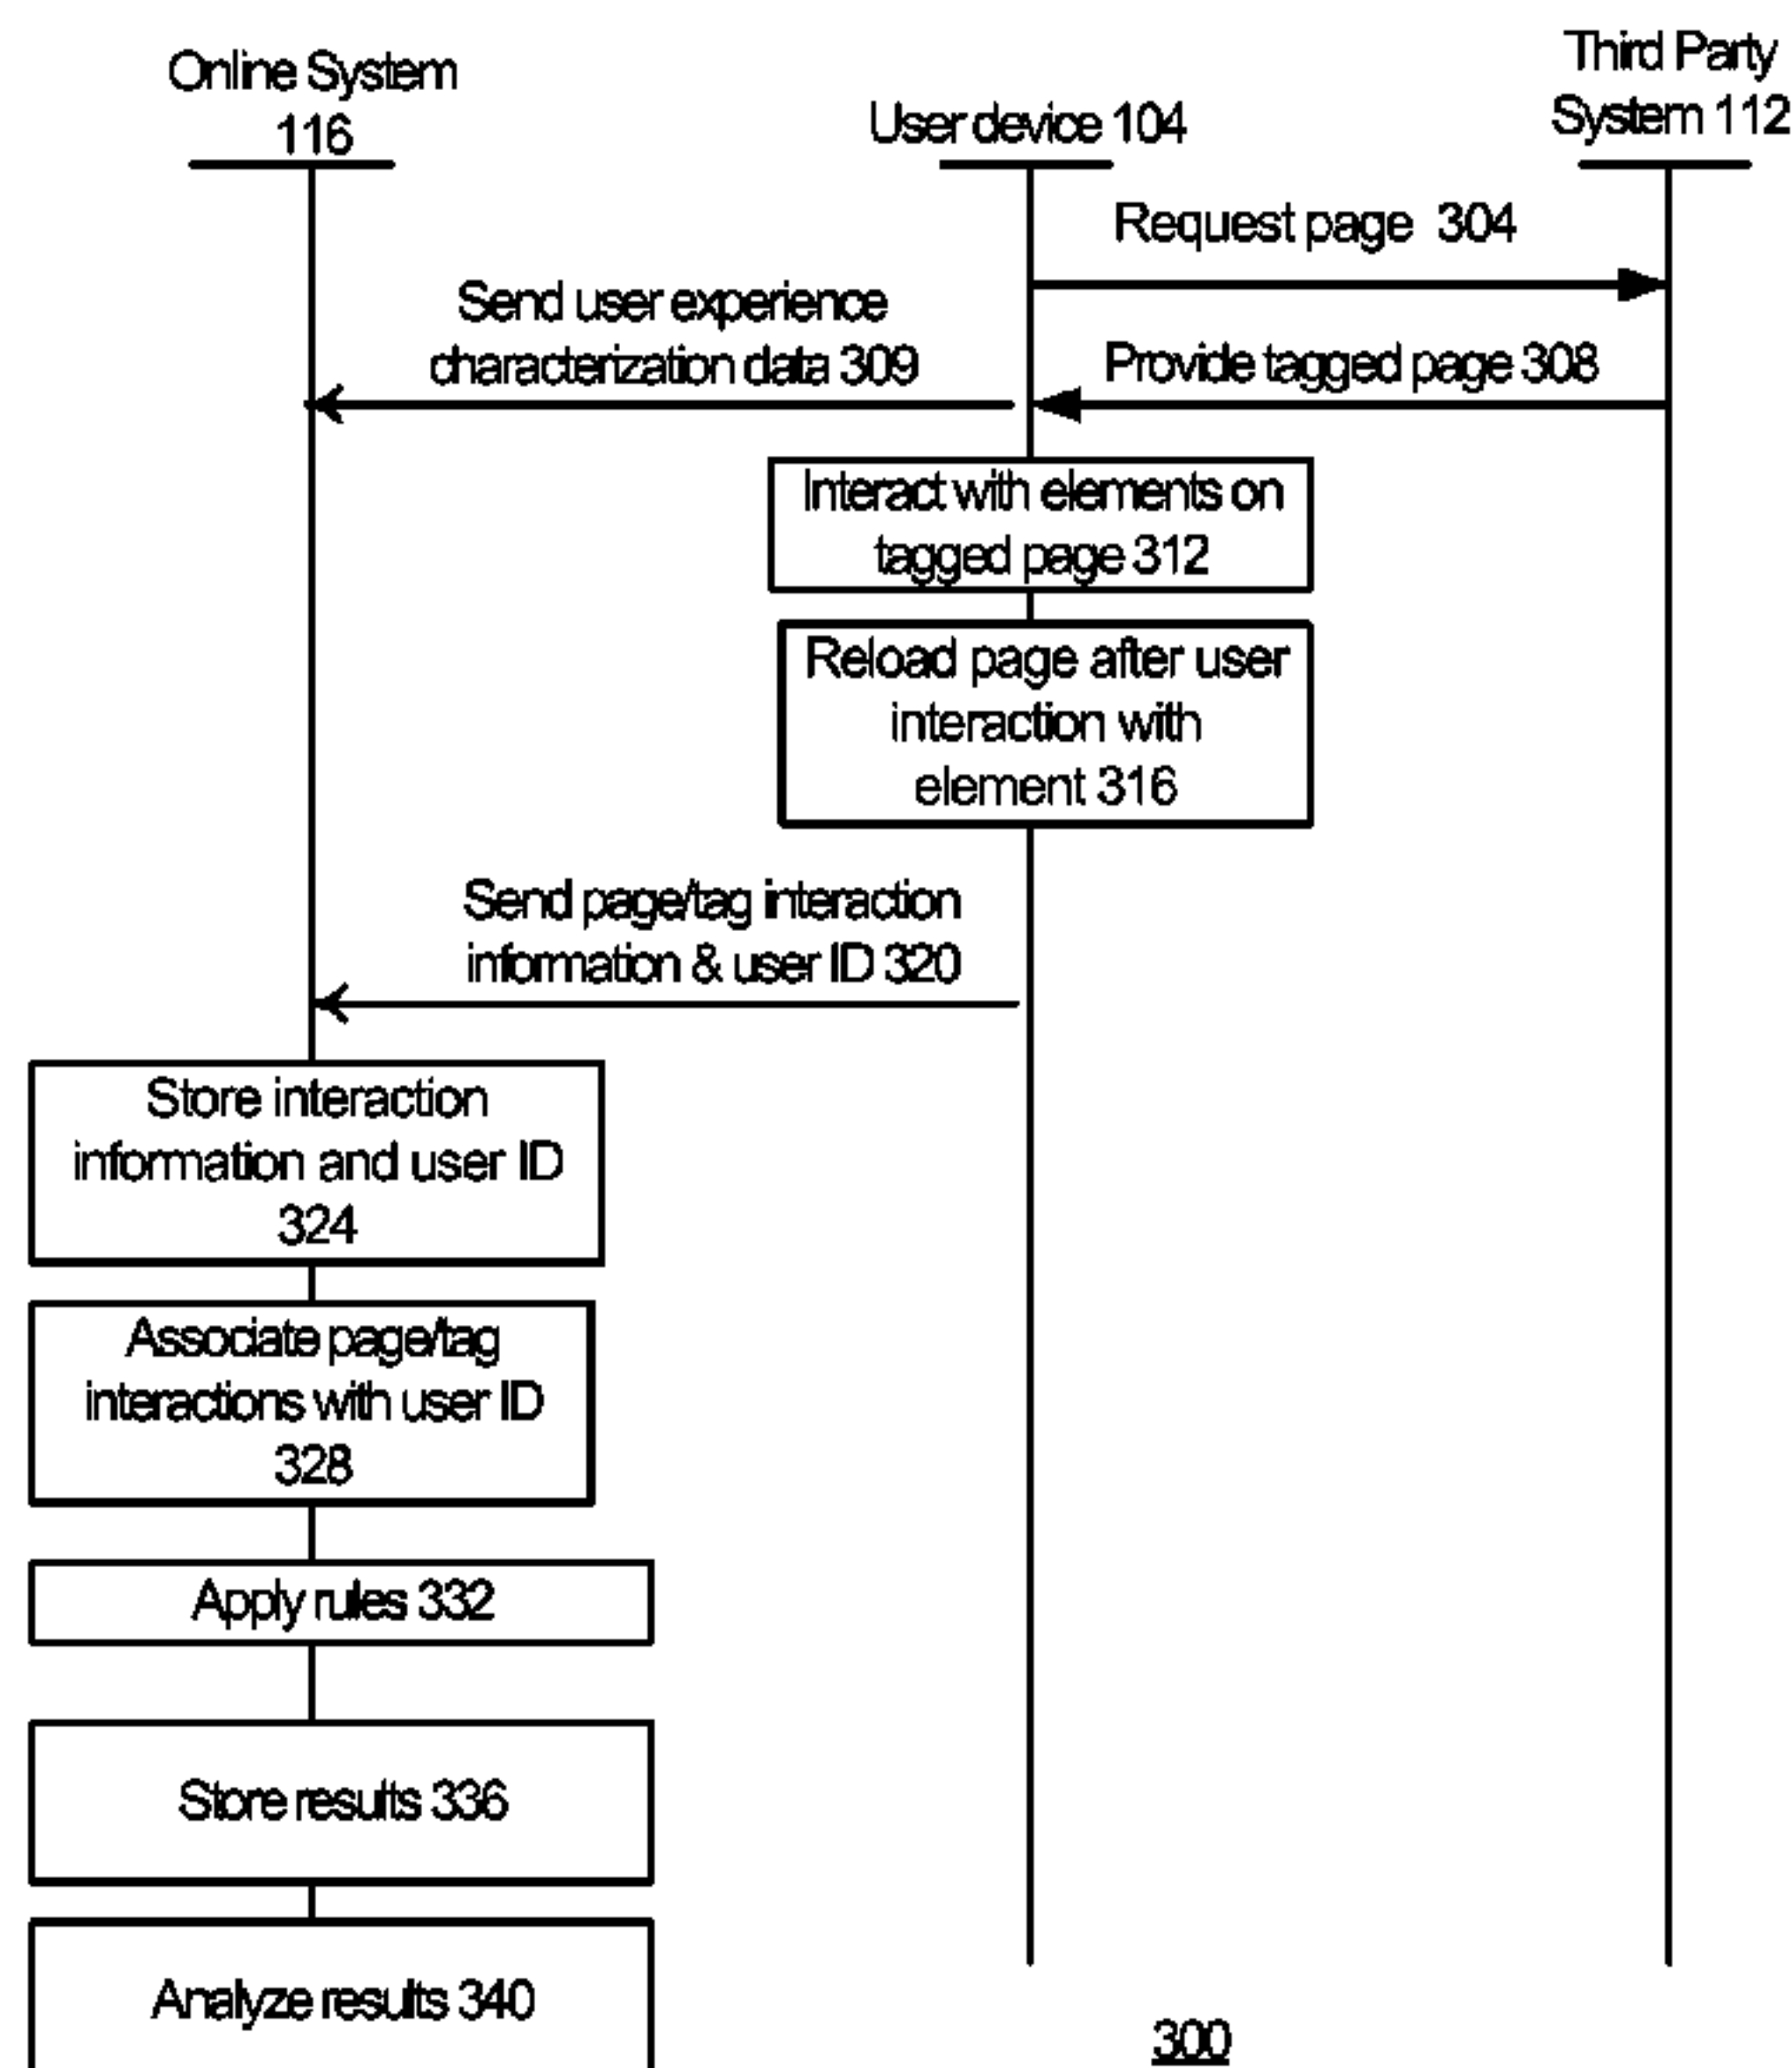 Online System
116
User device 104
Third Party
System 112
Request page 304
Send user experience
characterization data 309
Provide tagged page 308
Interact with elements on
tagged page 312
Reload page after user
interaction with
element 316
Send page/tag interaction
information & user ID 320
Store interaction
information and user ID
324
Associate page/tag
interactions with user ID
328
Apply rules 332
Store results 336
Analyze results 340
300